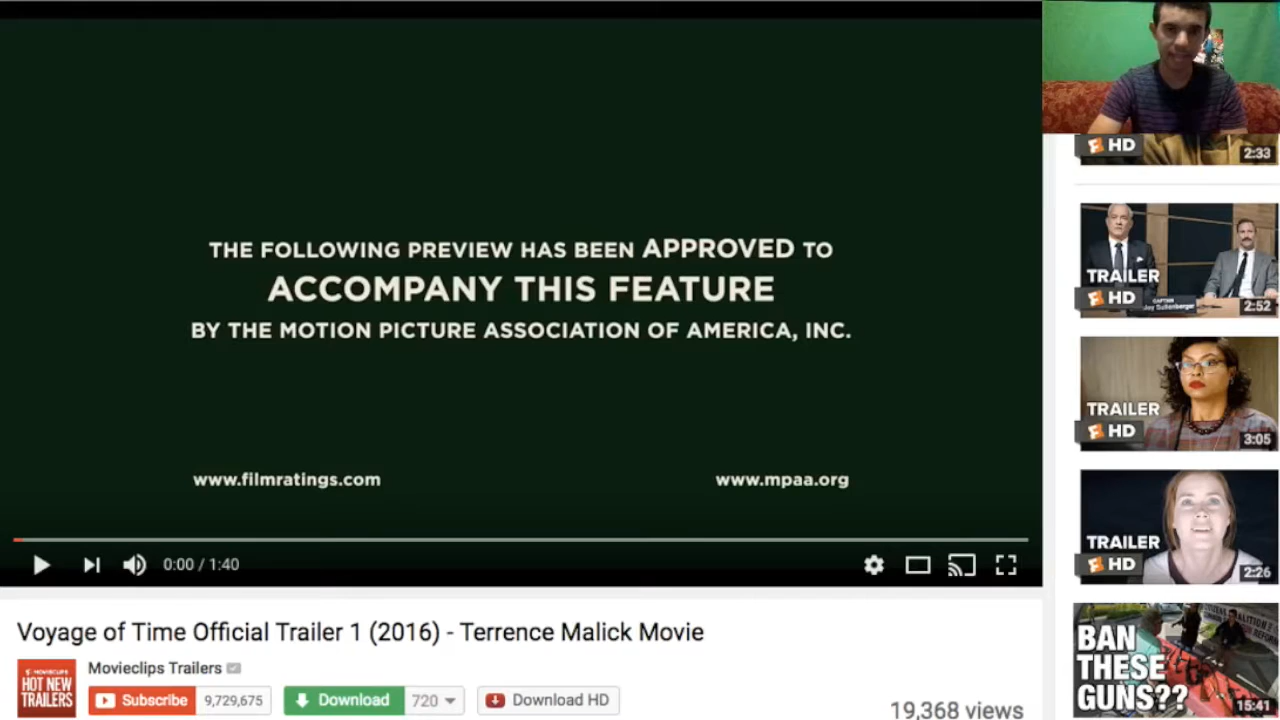 THE FOLLOWING PREVIEW HAS BEEN APPROVED TO
ACCOMPANY THIS FEATURE
BY THE MOTION PICTURE ASSOCIATION OF AMERICA, INC.
www.filmratings.com
www.mpaa.org
0:00 / 1:40
Voyage of Time Official Trailer 1 (2016) - Terrence Malick Movie
MOVIECLIPS
HOT NEW
TRAILERS
Movieclips Trailers
Subscribe 9,729,675
Download 720
Download HD
19,368 views
HD
2:33
TRAILER
HD
CAPTAIN
2:52
TRAILER
HD
3:05
TRAILER
HD
2:26
BAN
THESE
GUNS??
15:41